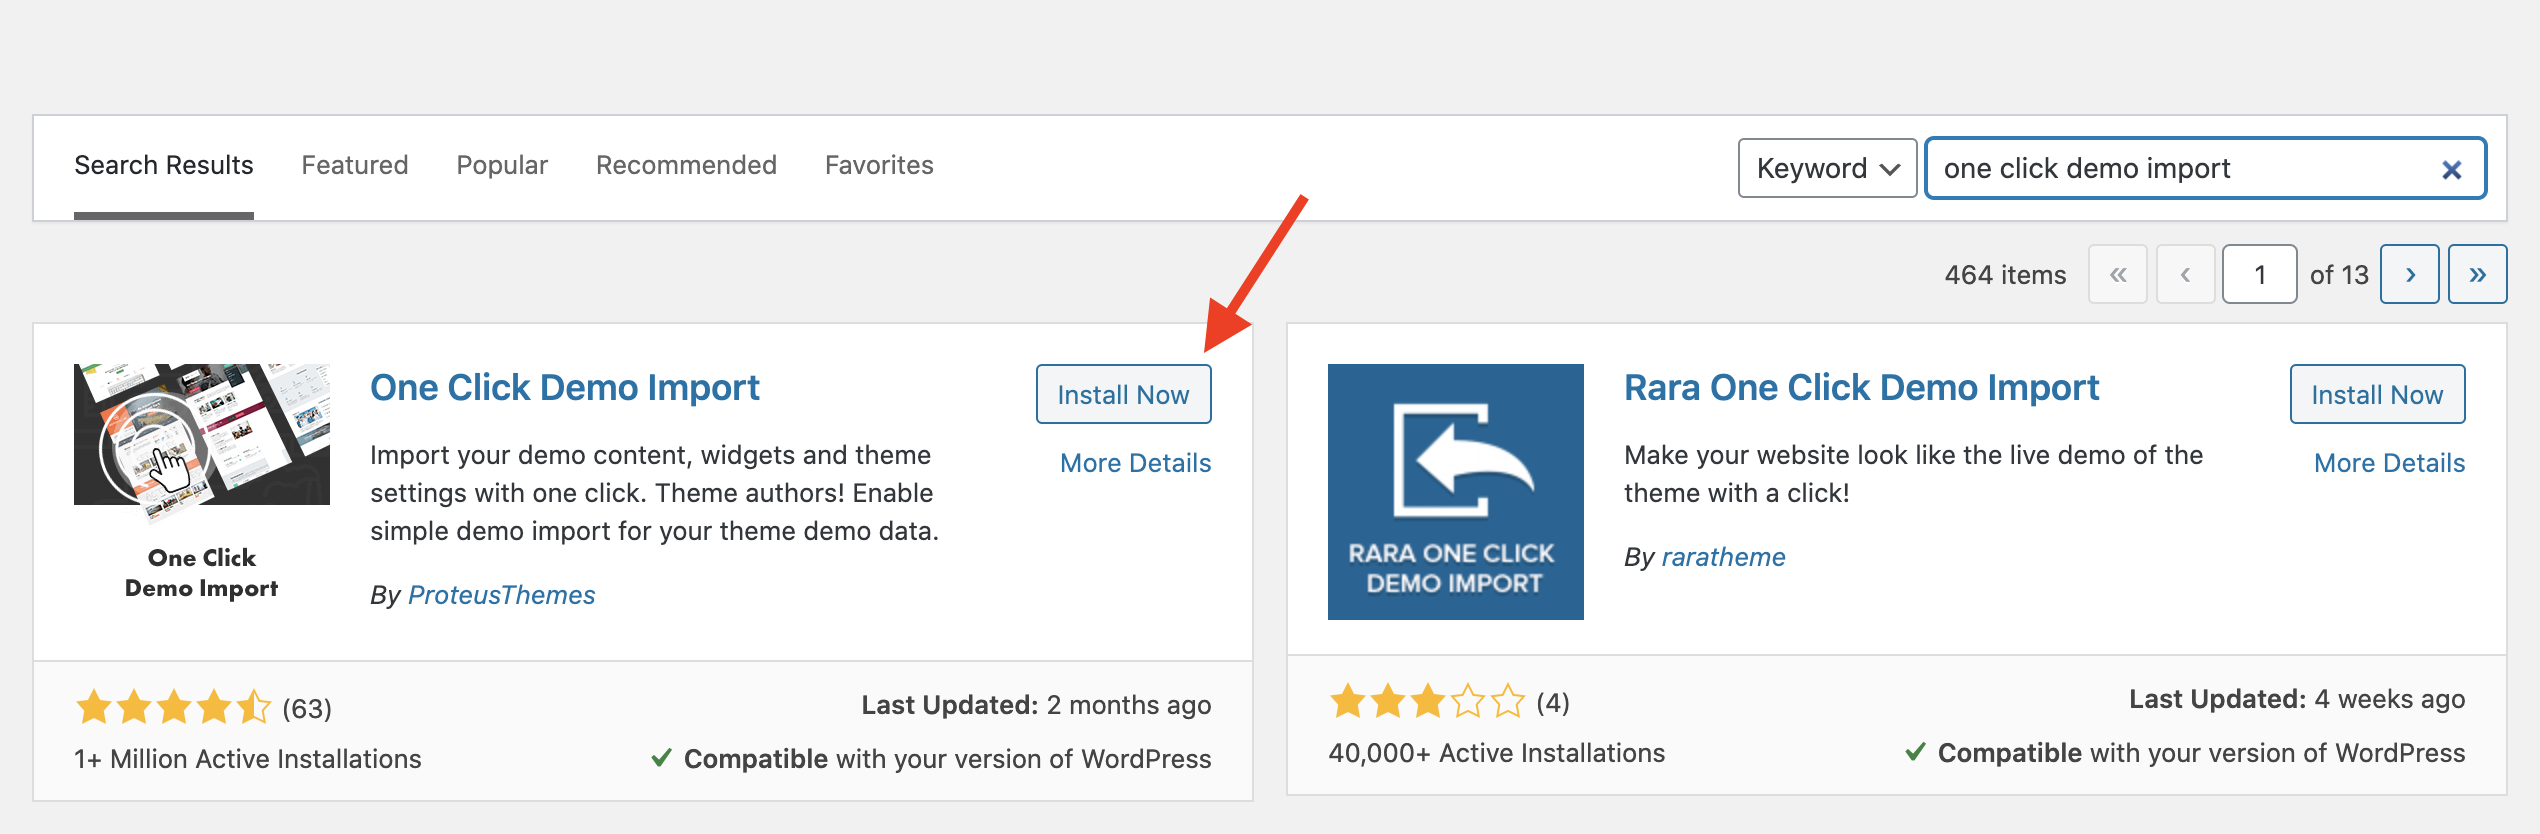 Search Results Featured Popular Recommended Favorites Keyword one click demo import
464 items « ‹ 1 of 13 › »
One Click Demo Import
Install Now
Import your demo content, widgets and theme
settings with one click. Theme authors! Enable
simple demo import for your theme demo data.
More Details
By ProteusThemes
One Click
Demo Import
(63)
Last Updated: 2 months ago
1+ Million Active Installations
Compatible with your version of WordPress
Rara One Click Demo Import
Install Now
Make your website look like the live demo of the
theme with a click!
More Details
By raratheme
RARA ONE CLICK
DEMO IMPORT
(4)
Last Updated: 4 weeks ago
40,000+ Active Installations
Compatible with your version of WordPress